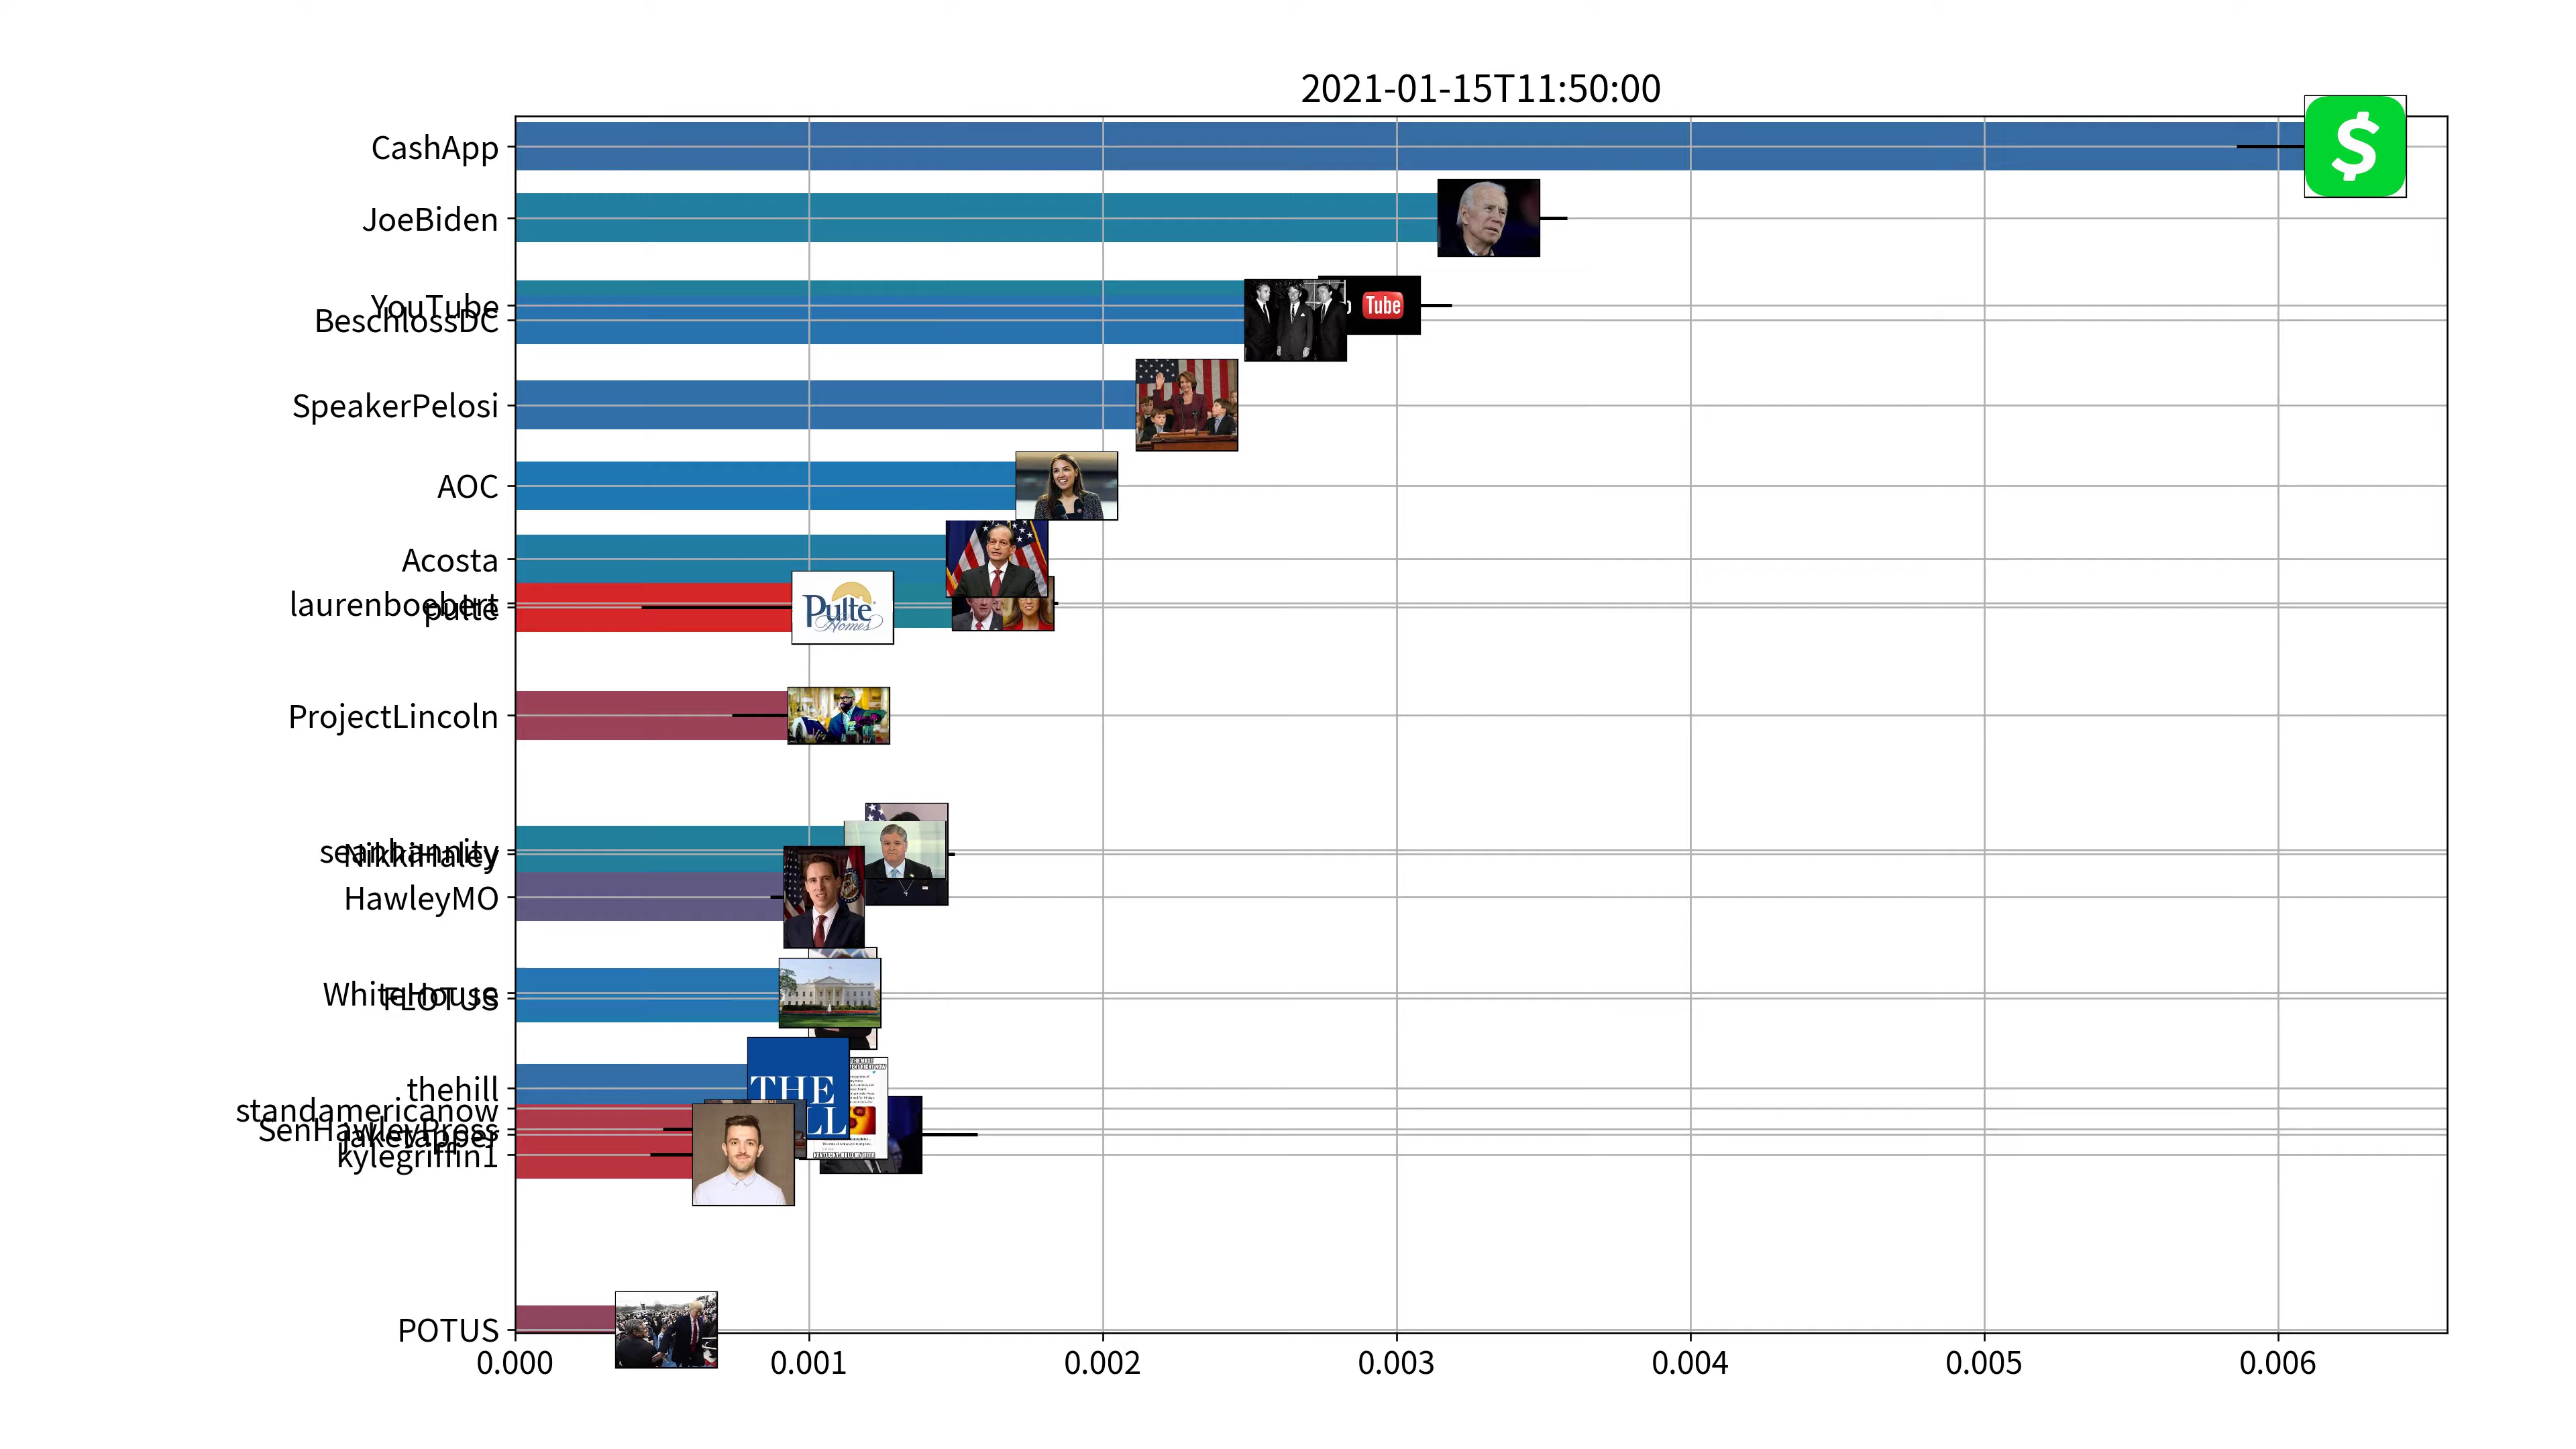 2021-01-15T11:50:00
CashApp
JoeBiden
YouTube
BeschlossDC
Tube
SpeakerPelosi
AOC
Acosta
laurenboebert
pulte
Pulte
Homes
ProjectLincoln
seanhannity
NikkiHaley
HawleyMO
WhiteHouse
FLOTUS
thehill
THE
standamericanow
SenHawleyPress
jaketapper
kylegriffin1
POTUS
0.000 0.001 0.002 0.003 0.004 0.005 0.006